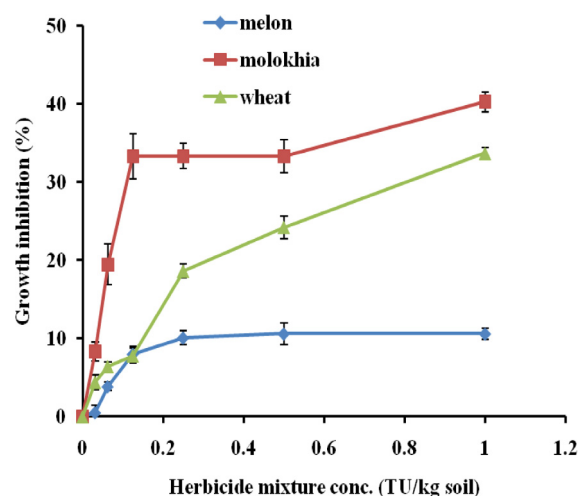 50
40
30
20
10
0
Growth inhibition (%)
melon
molokhia
wheat
0 0.2 0.4 0.6 0.8 1 1.2
Herbicide mixture conc. (TU/kg soil)